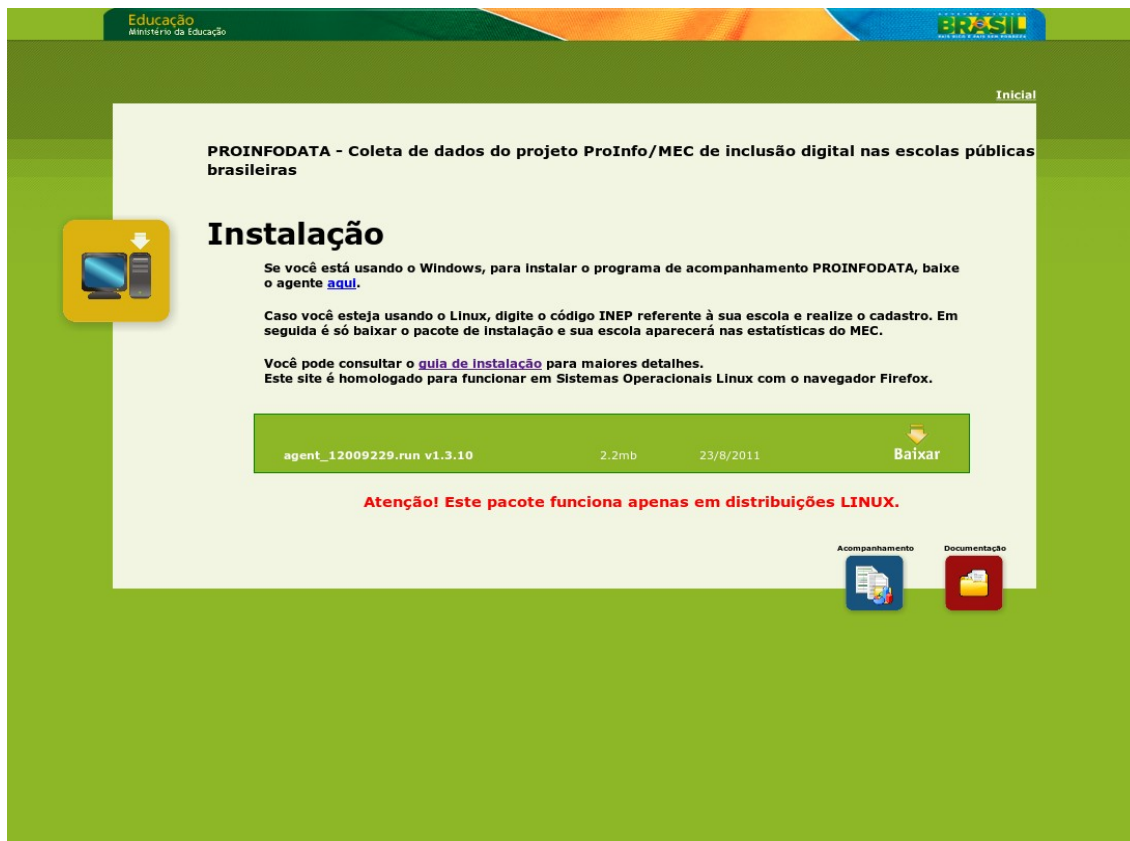 Educação
Ministério da Educação
BRASIL
Inicial
PROINFODATA - Coleta de dados do projeto ProInfo/MEC de inclusão digital nas escolas públicas
brasileiras
Instalação
Se você está usando o Windows, para instalar o programa de acompanhamento PROINFODATA, baixe
o agente aqui.
Caso você esteja usando o Linux, digite o código INEP referente à sua escola e realize o cadastro. Em
seguida é só baixar o pacote de instalação e sua escola aparecerá nas estatísticas do MEC.
Você pode consultar o guia de instalação para maiores detalhes.
Este site é homologado para funcionar em Sistemas Operacionais Linux com o navegador Firefox.
agent_12009229.run v1.3.10 2.2mb 23/8/2011 Baixar
Atenção! Este pacote funciona apenas em distribuições LINUX.
Acompanhamento Documentação